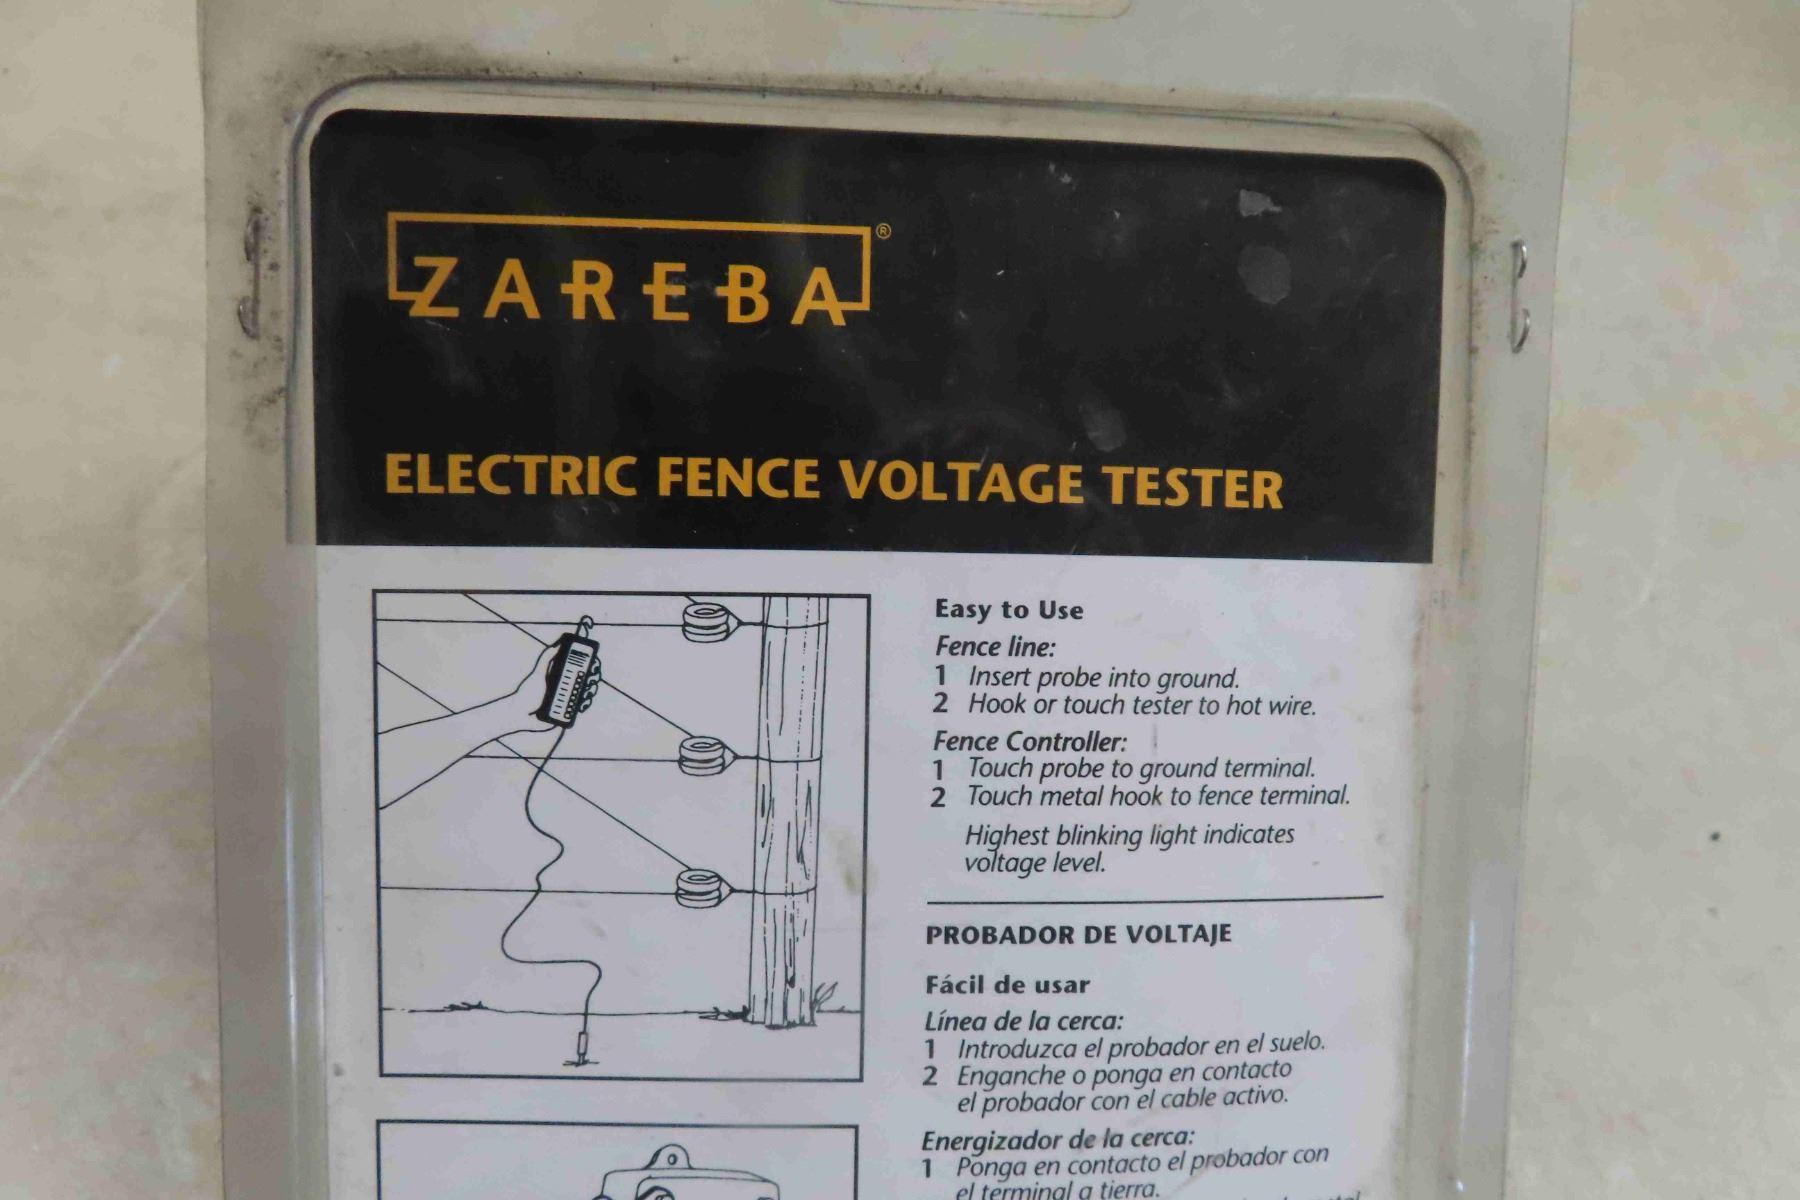 ZAREBA®
ELECTRIC FENCE VOLTAGE TESTER
Easy to Use
Fence line:
1 Insert probe into ground.
2 Hook or touch tester to hot wire.
Fence Controller:
1 Touch probe to ground terminal.
2 Touch metal hook to fence terminal.
Highest blinking light indicates
voltage level.
PROBADOR DE VOLTAJE
Fácil de usar
Línea de la cerca:
1 Introduzca el probador en el suelo.
2 Enganche o ponga en contacto
el probador con el cable activo.
Energizador de la cerca:
1 Ponga en contacto el probador con
el terminal a tierra.